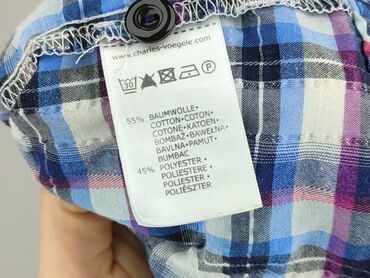 www.charles-voegele.com
30 P
55% BAUMWOLLE•
COTTON•COTON•
COTONE•KATOEN•
BOMBAŽ•BAWEŁNA•
BAVLNA•PAMUT•
BUMBAC
45% POLYESTER•
POLIESTERE•
POLIESTER•
POLIÉSZTER